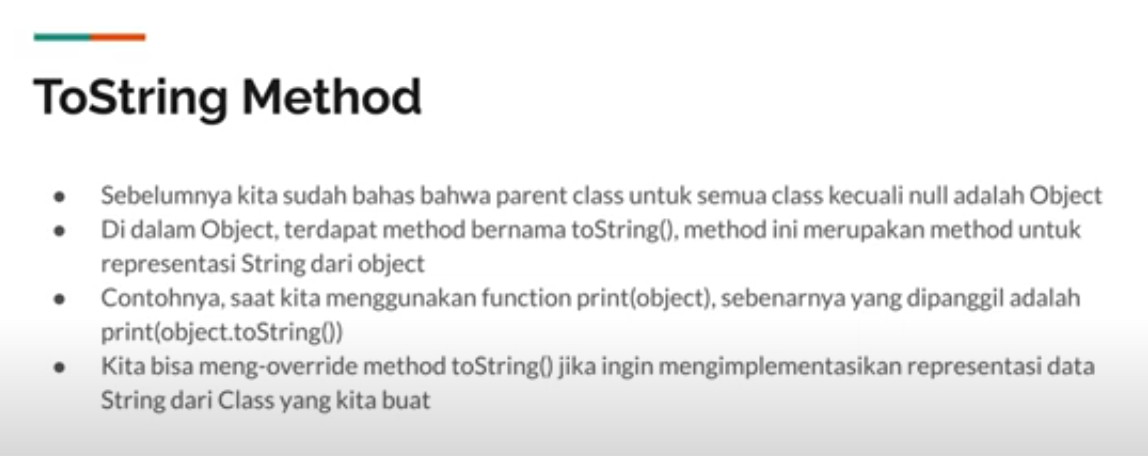 ToString Method
● Sebelumnya kita sudah bahas bahwa parent class untuk semua class kecuali null adalah Object
● Di dalam Object, terdapat method bernama toString(), method ini merupakan method untuk
representasi String dari object
● Contohnya, saat kita menggunakan function print(object), sebenarnya yang dipanggil adalah
print(object.toString())
● Kita bisa meng-override method toString() jika ingin mengimplementasikan representasi data
String dari Class yang kita buat